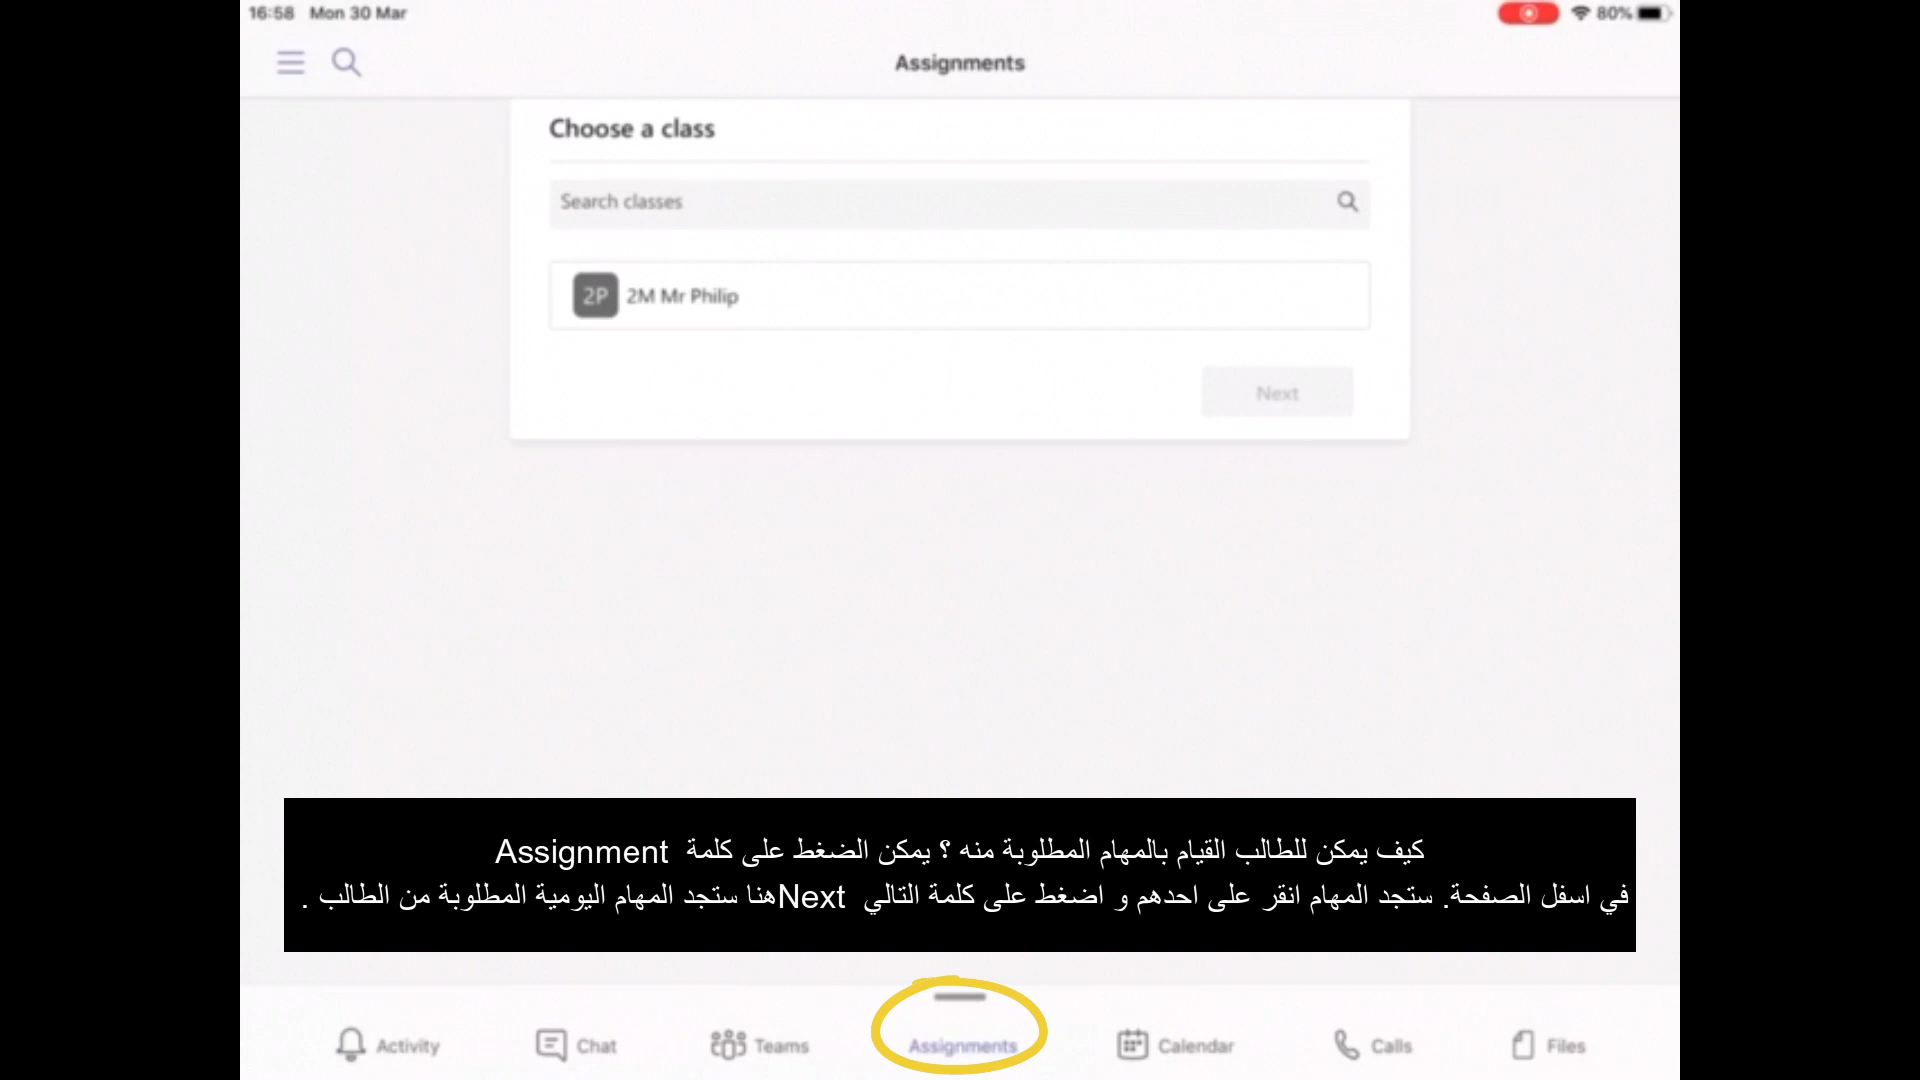 16:58 Mon 30 Mar
80%
Assignments
Choose a class
Search classes
2P 2M Mr Philip
Next
كيف يمكن للطالب القيام بالمهام المطلوبة منه ؟ يمكن الضغط على كلمة Assignment
في اسفل الصفحة. ستجد المهام انقر على احدهم و اضغط على كلمة التالي Nextهنا ستجد المهام اليومية المطلوبة من الطالب .
Activity Chat Teams Assignments Calendar Calls Files